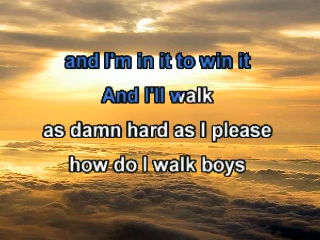 and I'm in it to win it
And I'll walk
as damn hard as I please
how do I walk boys